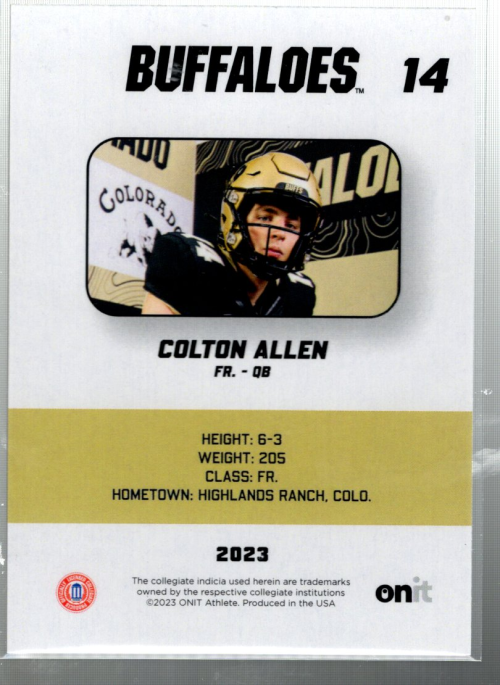 BUFFALOES™ 14
COLORADO
BUFFS
COLTON ALLEN
FR. - QB
HEIGHT: 6-3
WEIGHT: 205
CLASS: FR.
HOMETOWN: HIGHLANDS RANCH, COLO.
2023
The collegiate indicia used herein are trademarks
owned by the respective collegiate institutions
©2023 ONIT Athlete. Produced in the USA
onit